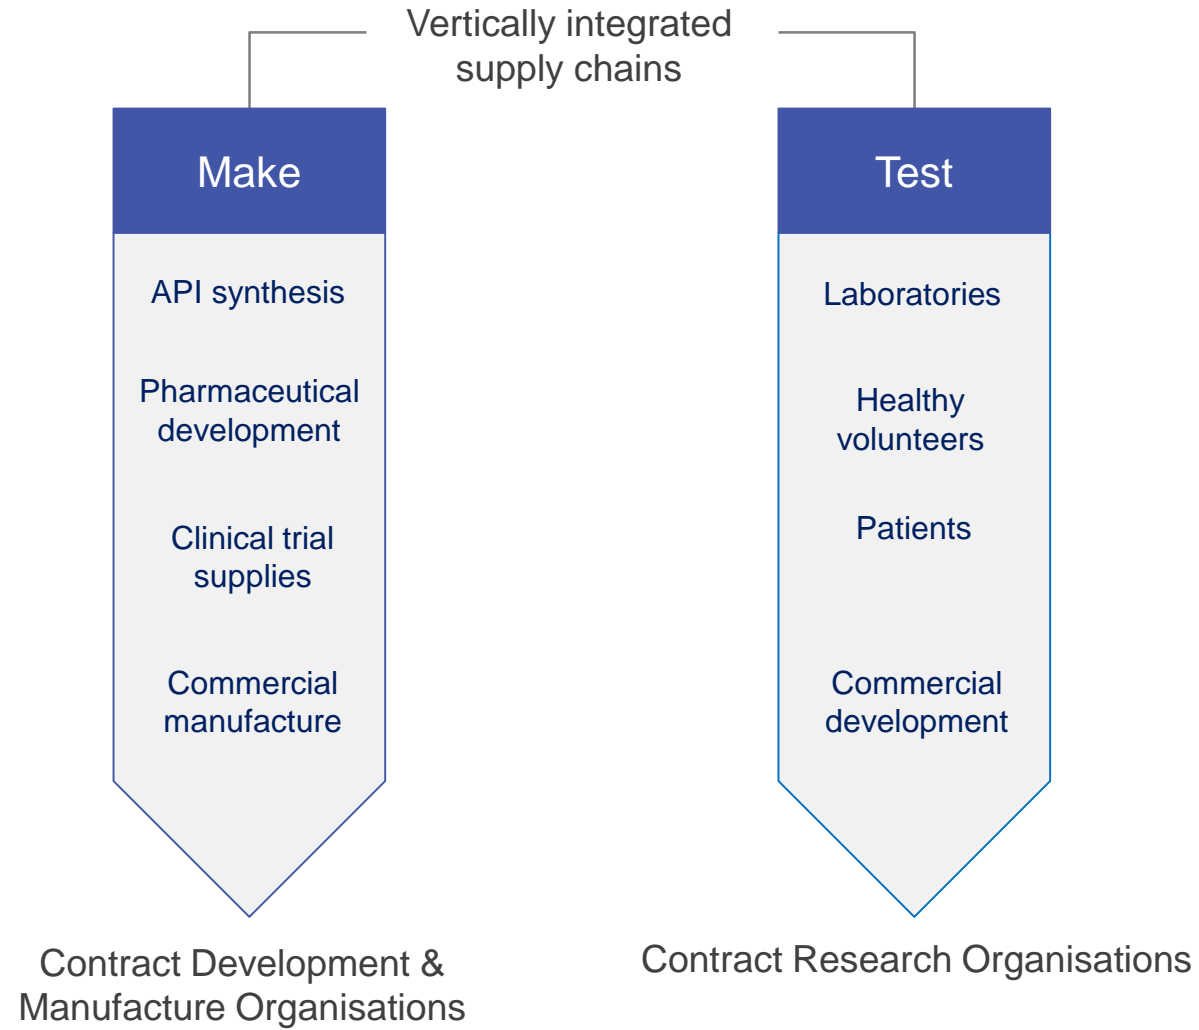 Vertically integrated
supply chains
Make
API synthesis
Pharmaceutical
development
Clinical trial
supplies
Commercial
manufacture
Contract Development &
Manufacture Organisations
Test
Laboratories
Healthy
volunteers
Patients
Commercial
development
Contract Research Organisations